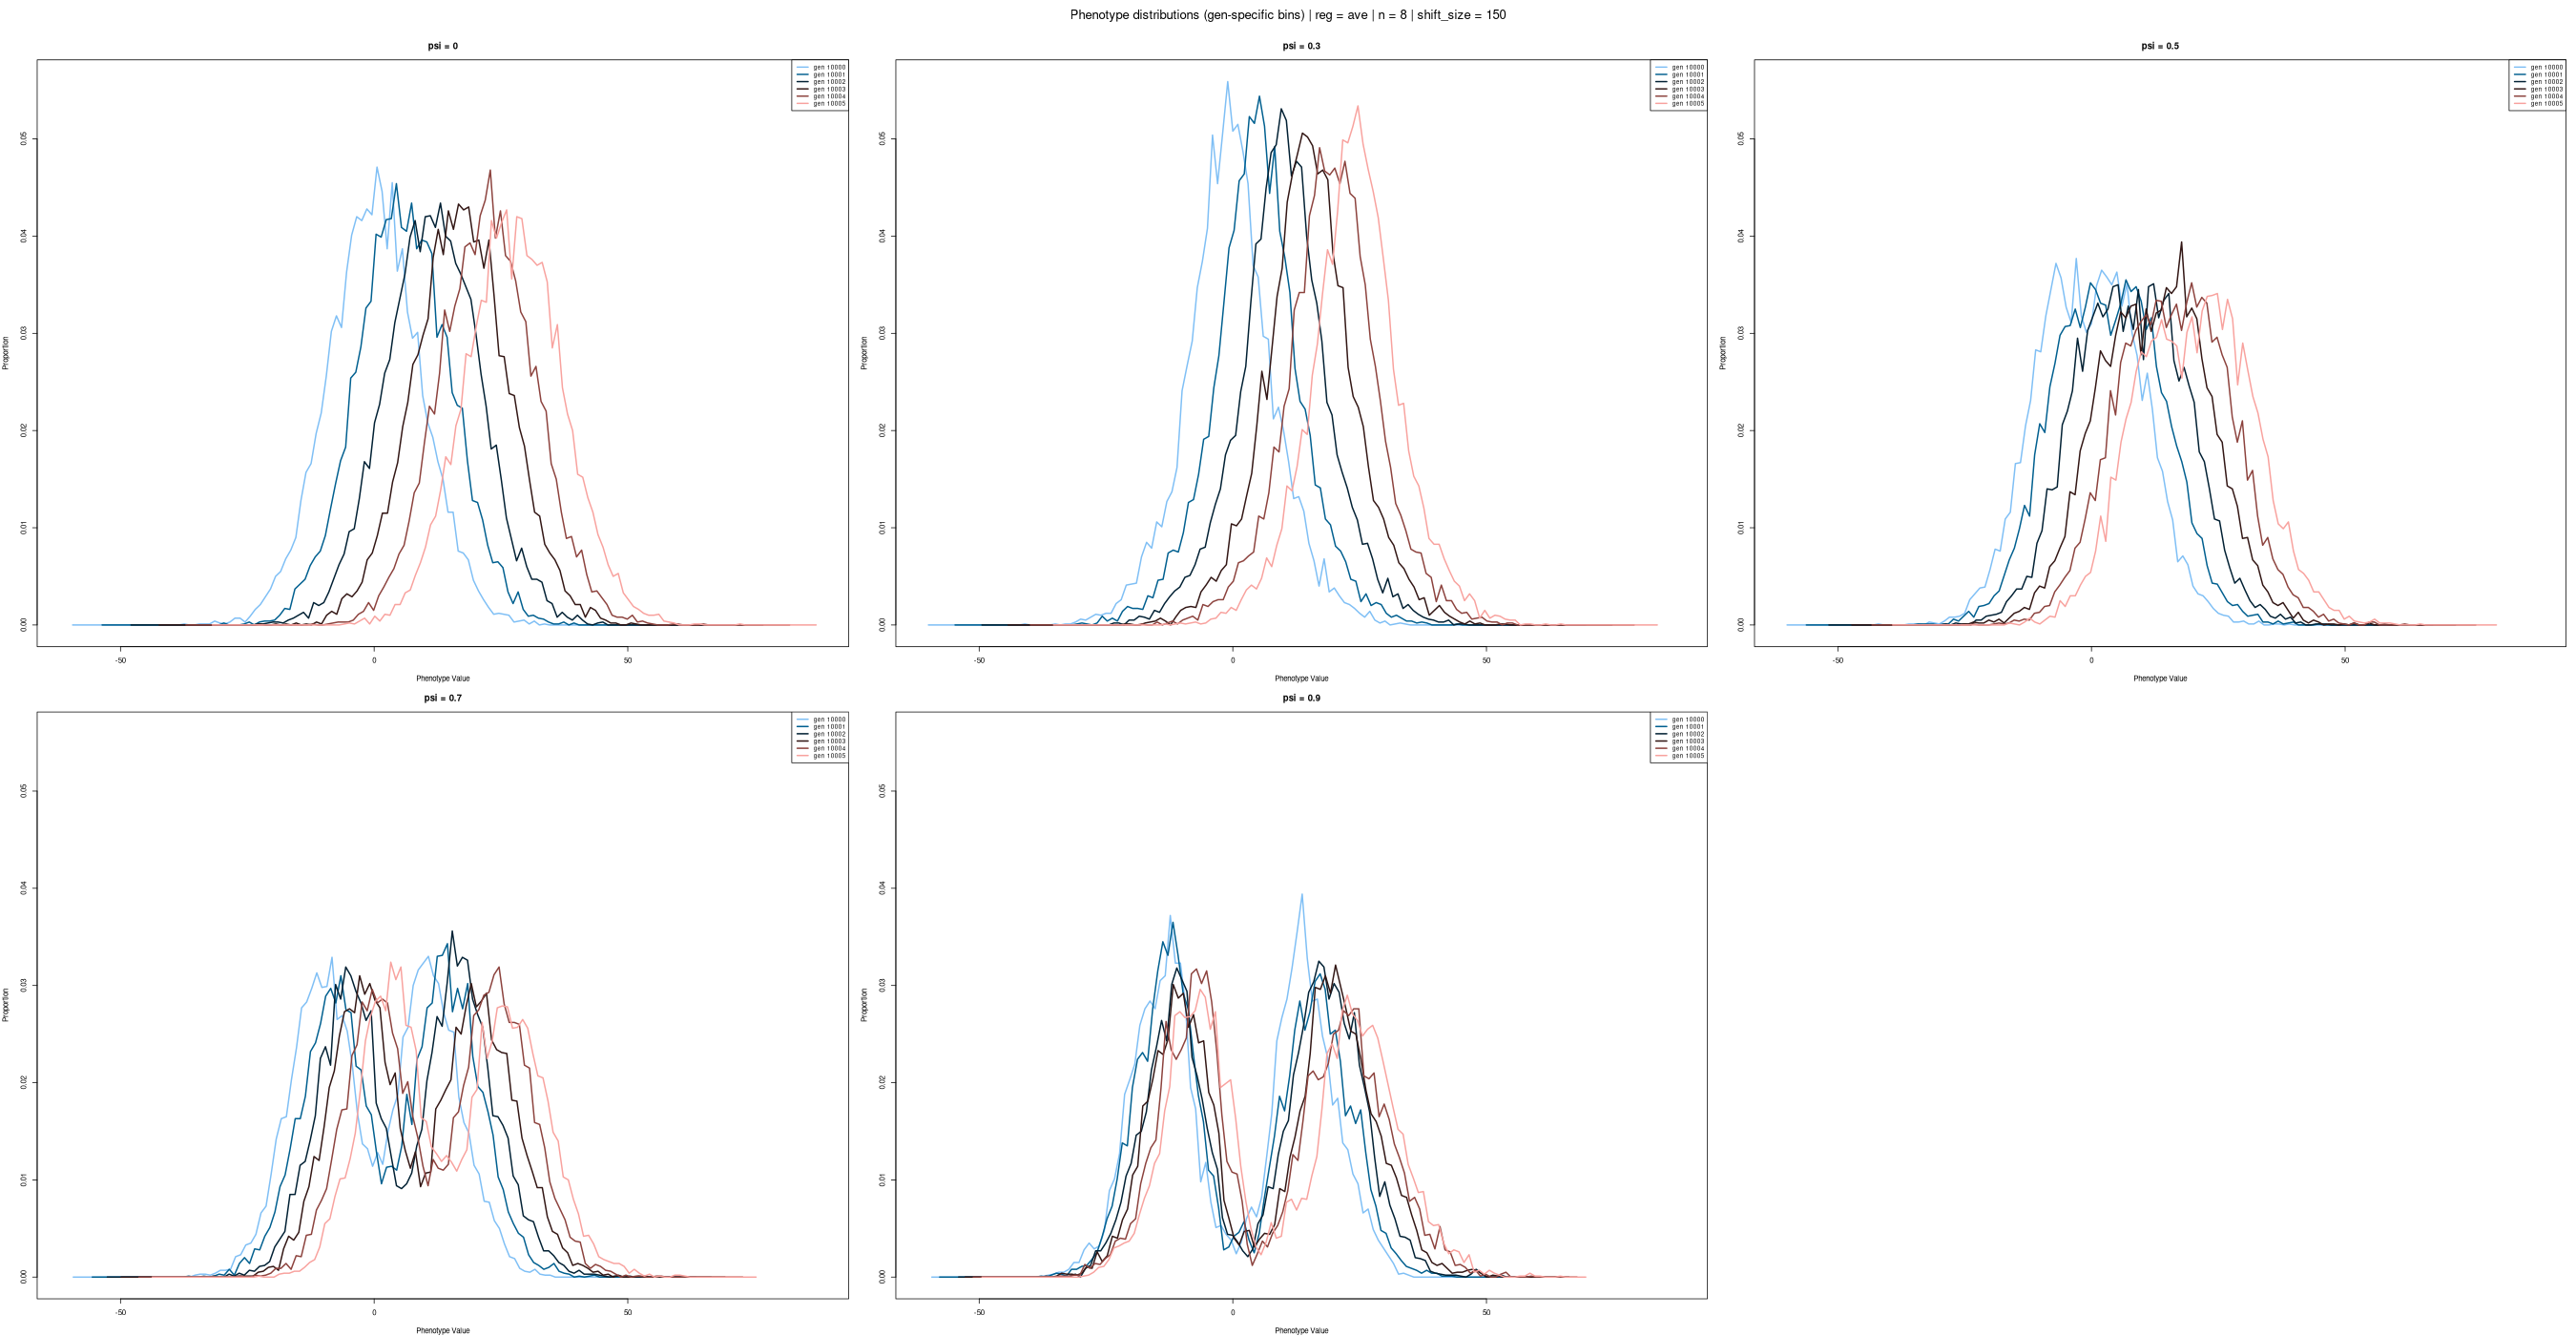 Phenotype distributions (gen-specific bins) | reg = ave | n = 8 | shift_size = 150
psi = 0
gen 10000
gen 10001
gen 10002
gen 10003
gen 10004
gen 10005
Proportion
0.05
0.04
0.03
0.02
0.01
0.00
-50 0 50
Phenotype Value
psi = 0.3
gen 10000
gen 10001
gen 10002
gen 10003
gen 10004
gen 10005
Proportion
0.05
0.04
0.03
0.02
0.01
0.00
-50 0 50
Phenotype Value
psi = 0.5
gen 10000
gen 10001
gen 10002
gen 10003
gen 10004
gen 10005
Proportion
0.05
0.04
0.03
0.02
0.01
0.00
-50 0 50
Phenotype Value
psi = 0.7
gen 10000
gen 10001
gen 10002
gen 10003
gen 10004
gen 10005
Proportion
0.05
0.04
0.03
0.02
0.01
0.00
-50 0 50
Phenotype Value
psi = 0.9
gen 10000
gen 10001
gen 10002
gen 10003
gen 10004
gen 10005
Proportion
0.05
0.04
0.03
0.02
0.01
0.00
-50 0 50
Phenotype Value